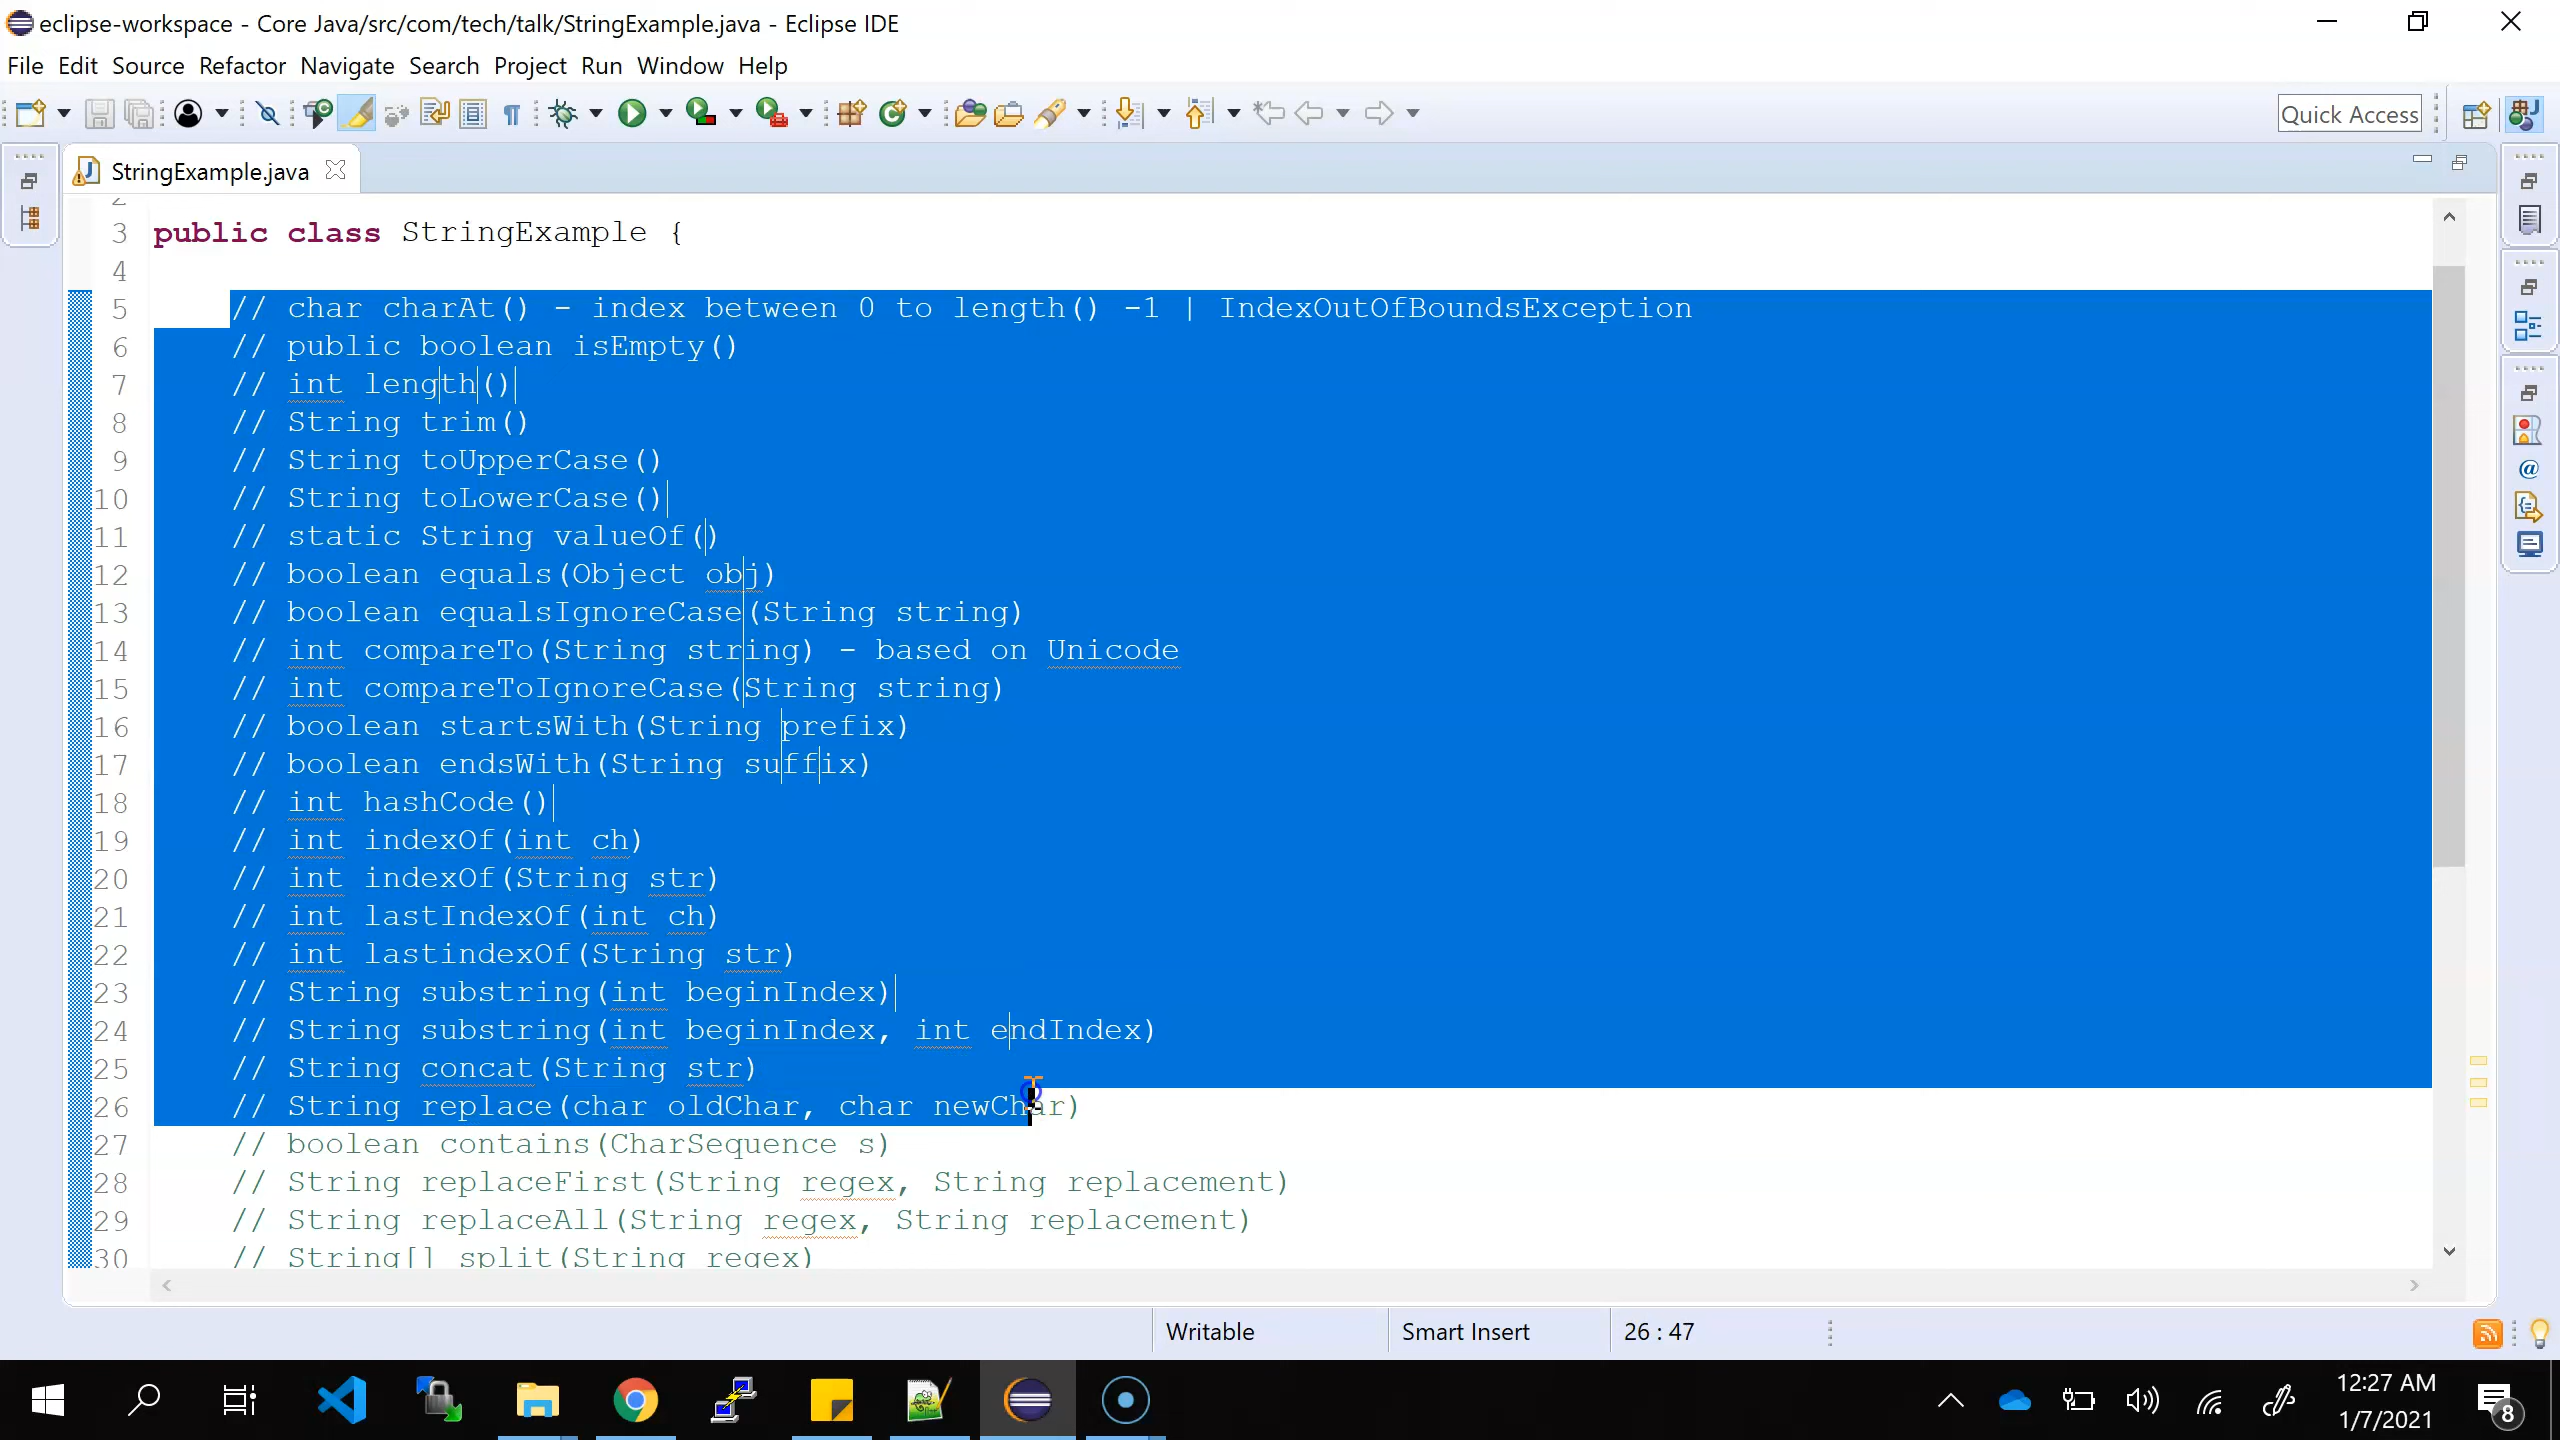 eclipse-workspace - Core Java/src/com/tech/talk/StringExample.java - Eclipse IDE
File Edit Source Refactor Navigate Search Project Run Window Help
Quick Access
StringExample.java
2
3 public class StringExample {
4
5 // char charAt() - index between 0 to length() -1 | IndexOutOfBoundsException
6 // public boolean isEmpty()
7 // int length()
8 // String trim()
9 // String toUpperCase()
10 // String toLowerCase()
11 // static String valueOf()
12 // boolean equals(Object obj)
13 // boolean equalsIgnoreCase(String string)
14 // int compareTo(String string) - based on Unicode
15 // int compareToIgnoreCase(String string)
16 // boolean startsWith(String prefix)
17 // boolean endsWith(String suffix)
18 // int hashCode()
19 // int indexOf(int ch)
20 // int indexOf(String str)
21 // int lastIndexOf(int ch)
22 // int lastindexOf(String str)
23 // String substring(int beginIndex)
24 // String substring(int beginIndex, int endIndex)
25 // String concat(String str)
26 // String replace(char oldChar, char newChar)
27 // boolean contains(CharSequence s)
28 // String replaceFirst(String regex, String replacement)
29 // String replaceAll(String regex, String replacement)
30 // String[] split(String regex)
Writable Smart Insert 26 : 47
12:27 AM
1/7/2021
8